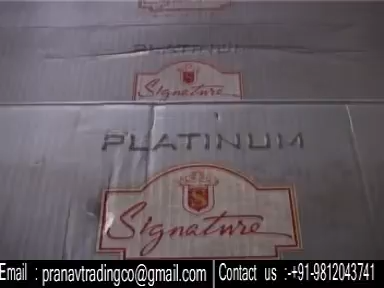 PLATINUM
Signature
PLATINUM
S
Signature
Email : pranavtradingco@gmail.com | Contact us :-+91-9812043741